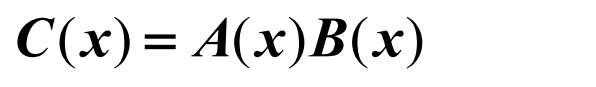 C(x) = A(x)B(x)